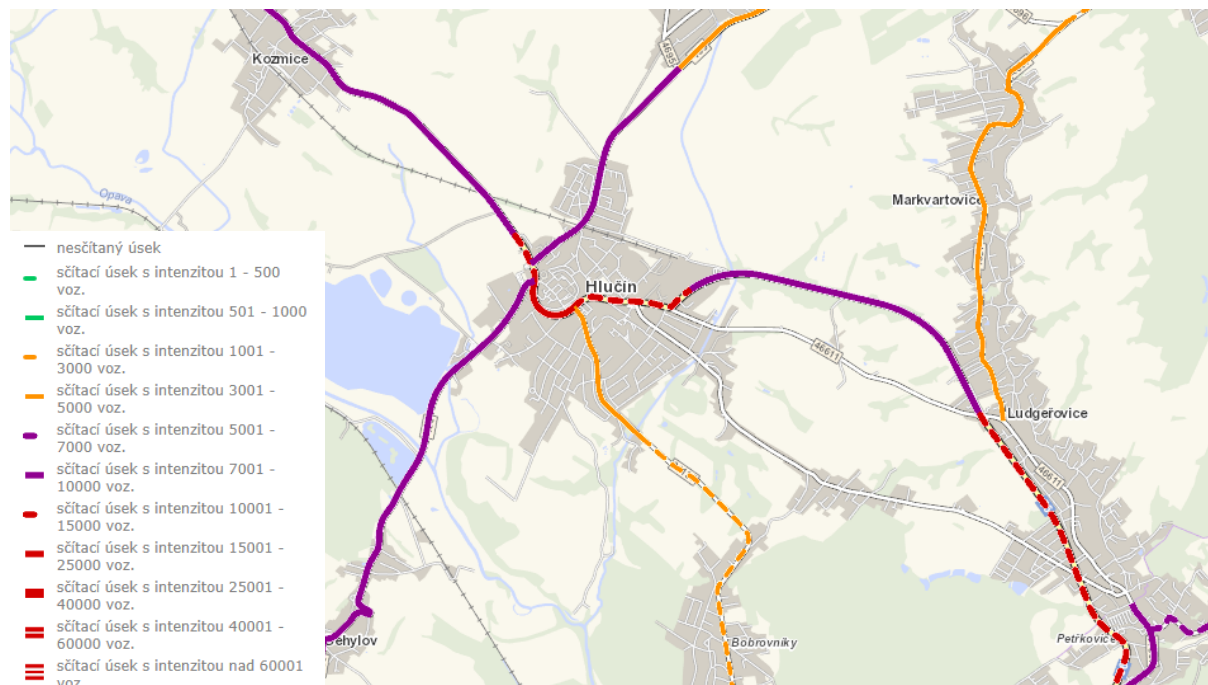 4696
4695
Kozmice
Opava
Markvartovice
nesčítaný úsek
sčítací úsek s intenzitou 1 - 500
voz.
sčítací úsek s intenzitou 501 - 1000
voz.
sčítací úsek s intenzitou 1001 -
3000 voz.
sčítací úsek s intenzitou 3001 -
5000 voz.
sčítací úsek s intenzitou 5001 -
7000 voz.
sčítací úsek s intenzitou 7001 -
10000 voz.
sčítací úsek s intenzitou 10001 -
15000 voz.
sčítací úsek s intenzitou 15001 -
25000 voz.
sčítací úsek s intenzitou 25001 -
40000 voz.
sčítací úsek s intenzitou 40001 -
60000 voz.
sčítací úsek s intenzitou nad 60001
voz.
Hlučín
46611
Ludgeřovice
46611
Bobrovníky
Petřkovice